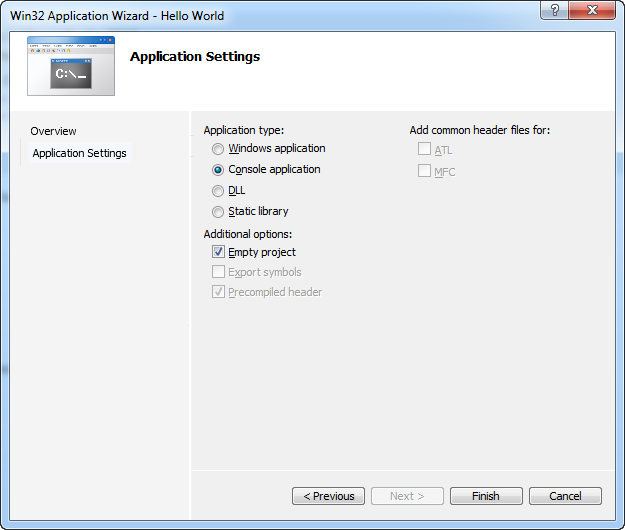 Win32 Application Wizard - Hello World
?
C:\_
Application Settings
Overview
Application Settings
Application type:
Windows application
Console application
DLL
Static library
Additional options:
Empty project
Export symbols
Precompiled header
Add common header files for:
ATL
MFC
< Previous
Next >
Finish
Cancel